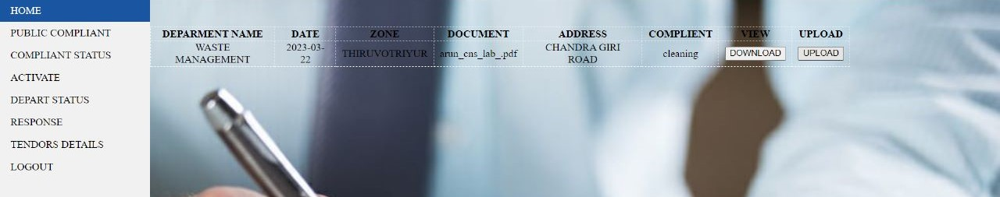 HOME
PUBLIC COMPLIANT
COMPLIANT STATUS
ACTIVATE
DEPART STATUS
RESPONSE
TENDORS DETAILS
LOGOUT
DEPARMENT NAME DATE ZONE DOCUMENT ADDRESS COMPLIENT VIEW UPLOAD
WASTE 2023-03- CHANDRA GIRI
THIRUVOTRIYUR arun_cns_lab_.pdf cleaning DOWNLOAD UPLOAD
MANAGEMENT 22 ROAD